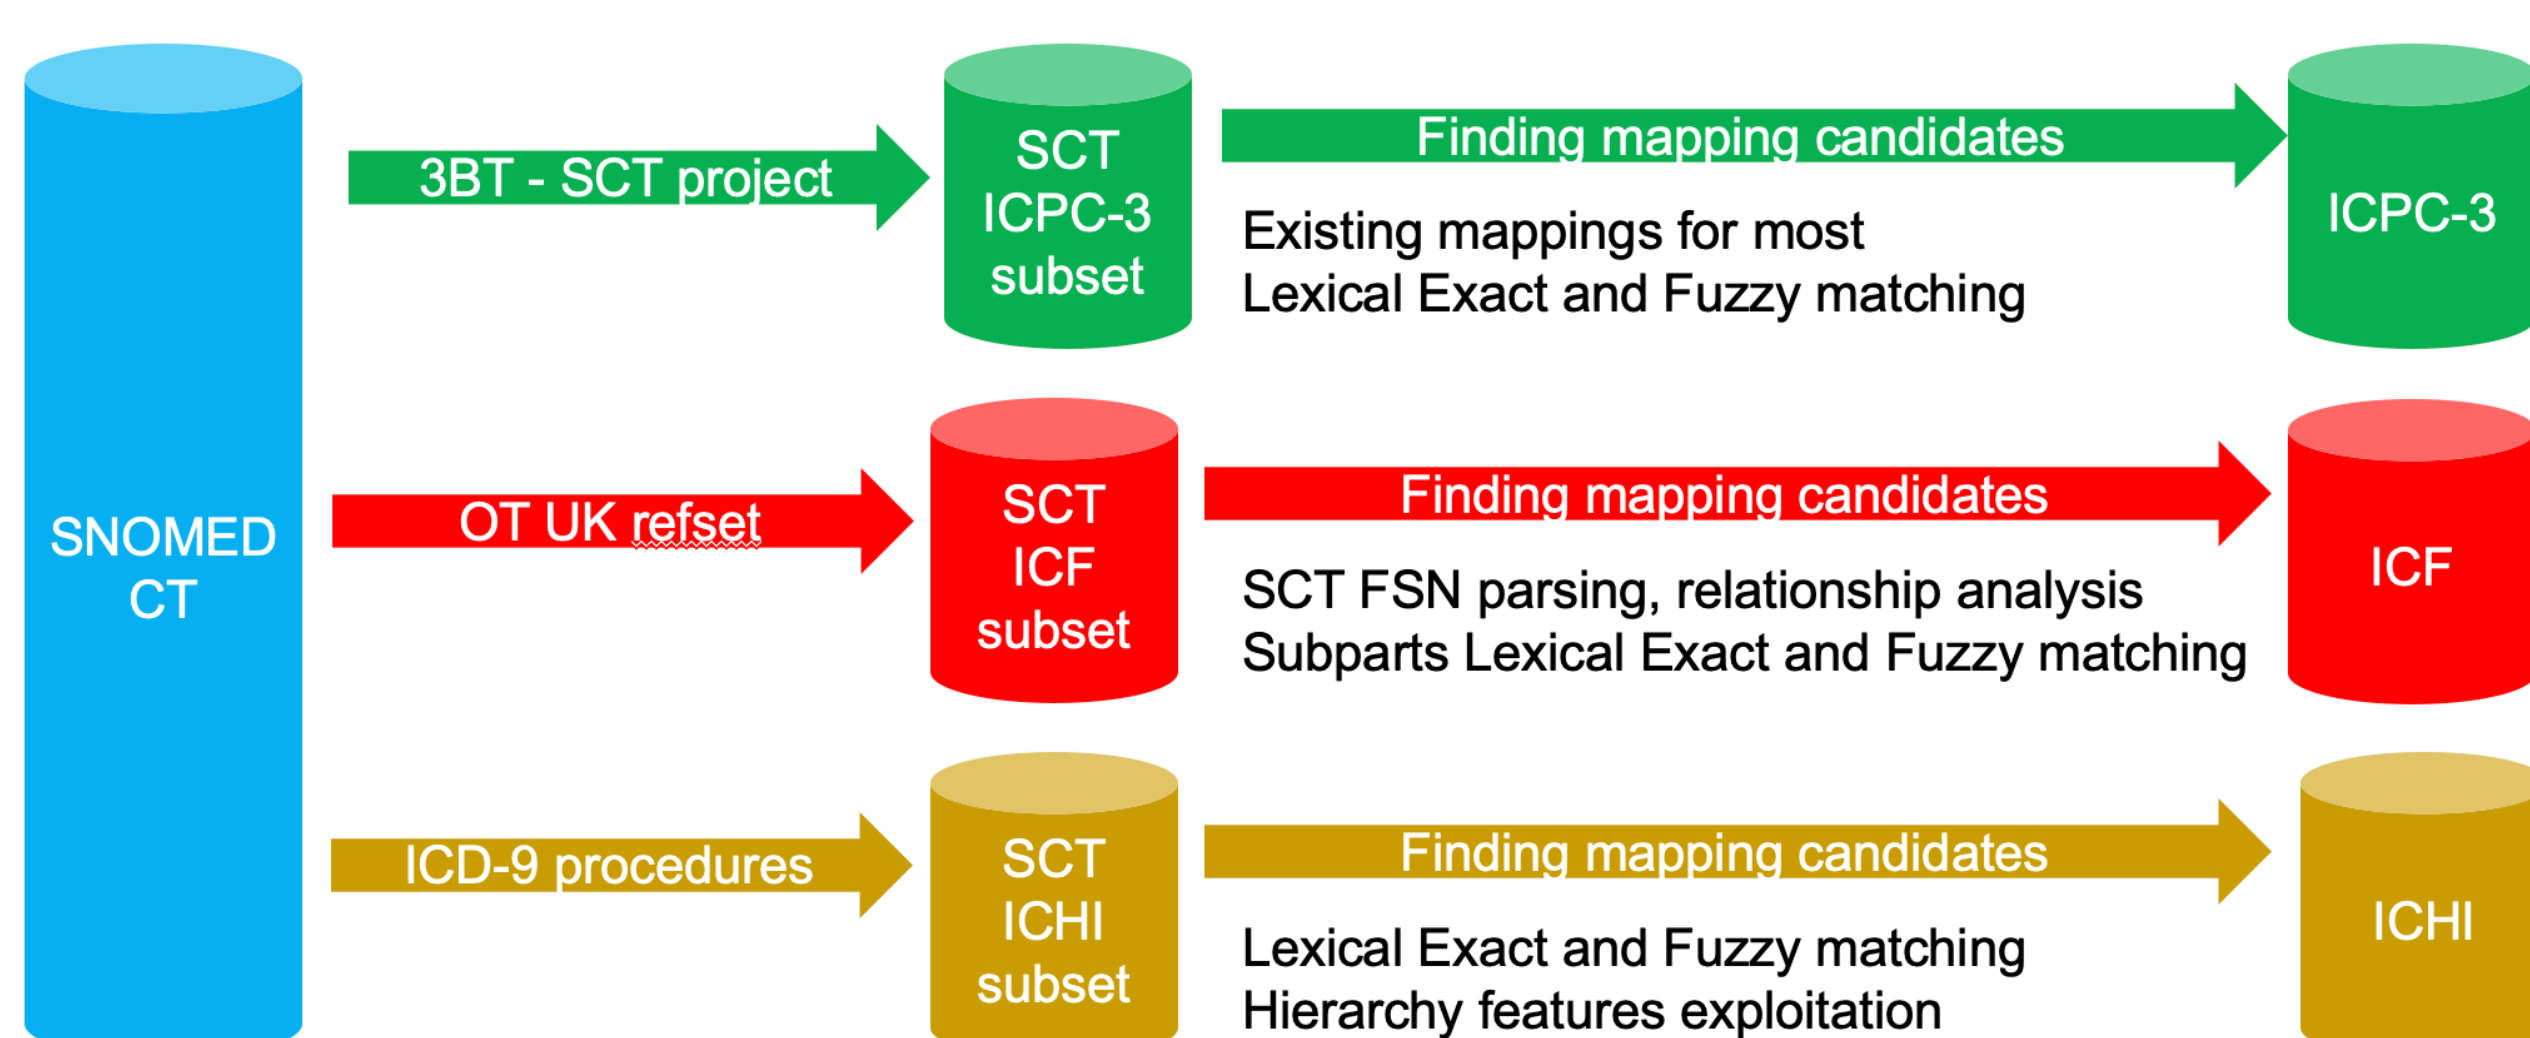 SNOMED
CT
3BT - SCT project
SCT
ICPC-3
subset
Finding mapping candidates
Existing mappings for most
Lexical Exact and Fuzzy matching
ICPC-3
OT UK refset
SCT
ICF
subset
Finding mapping candidates
SCT FSN parsing, relationship analysis
Subparts Lexical Exact and Fuzzy matching
ICF
ICD-9 procedures
SCT
ICHI
subset
Finding mapping candidates
Lexical Exact and Fuzzy matching
Hierarchy features exploitation
ICHI